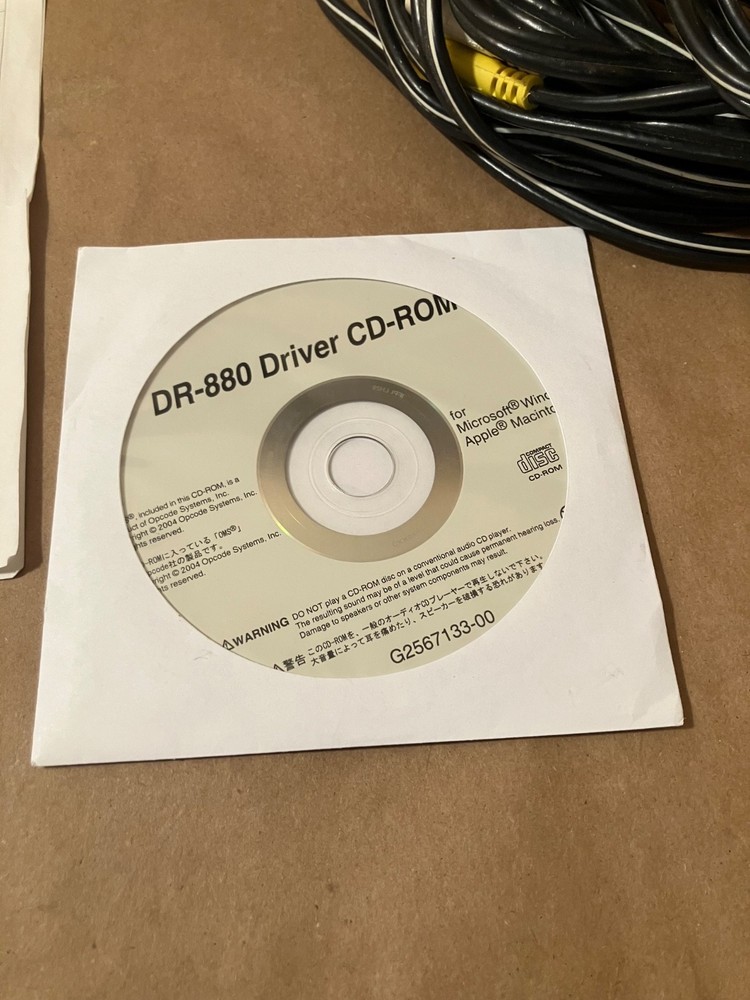 DR-880 Driver CD-ROM
for
Microsoft® Wind
Apple® Macinto
COMPACT
disc
CD-ROM
®, included in this CD-ROM, is a
ct of Opcode Systems, Inc.
right © 2004 Opcode Systems, Inc.
hts reserved.
-ROMに入っている「OMS®」
pcode社の製品です。
right © 2004 Opcode Systems, Inc.
ts reserved.
WARNING
DO NOT play a CD-ROM disc on a conventional audio CD player.
The resulting sound may be of a level that could cause permanent hearing loss.
Damage to speakers or other system components may result.
警告
このCD-ROMを、一般のオーディオCDプレーヤーで再生しないで下さい。
大音量によって耳を痛めたり、スピーカーを破損する恐れがあります
G2567133-00